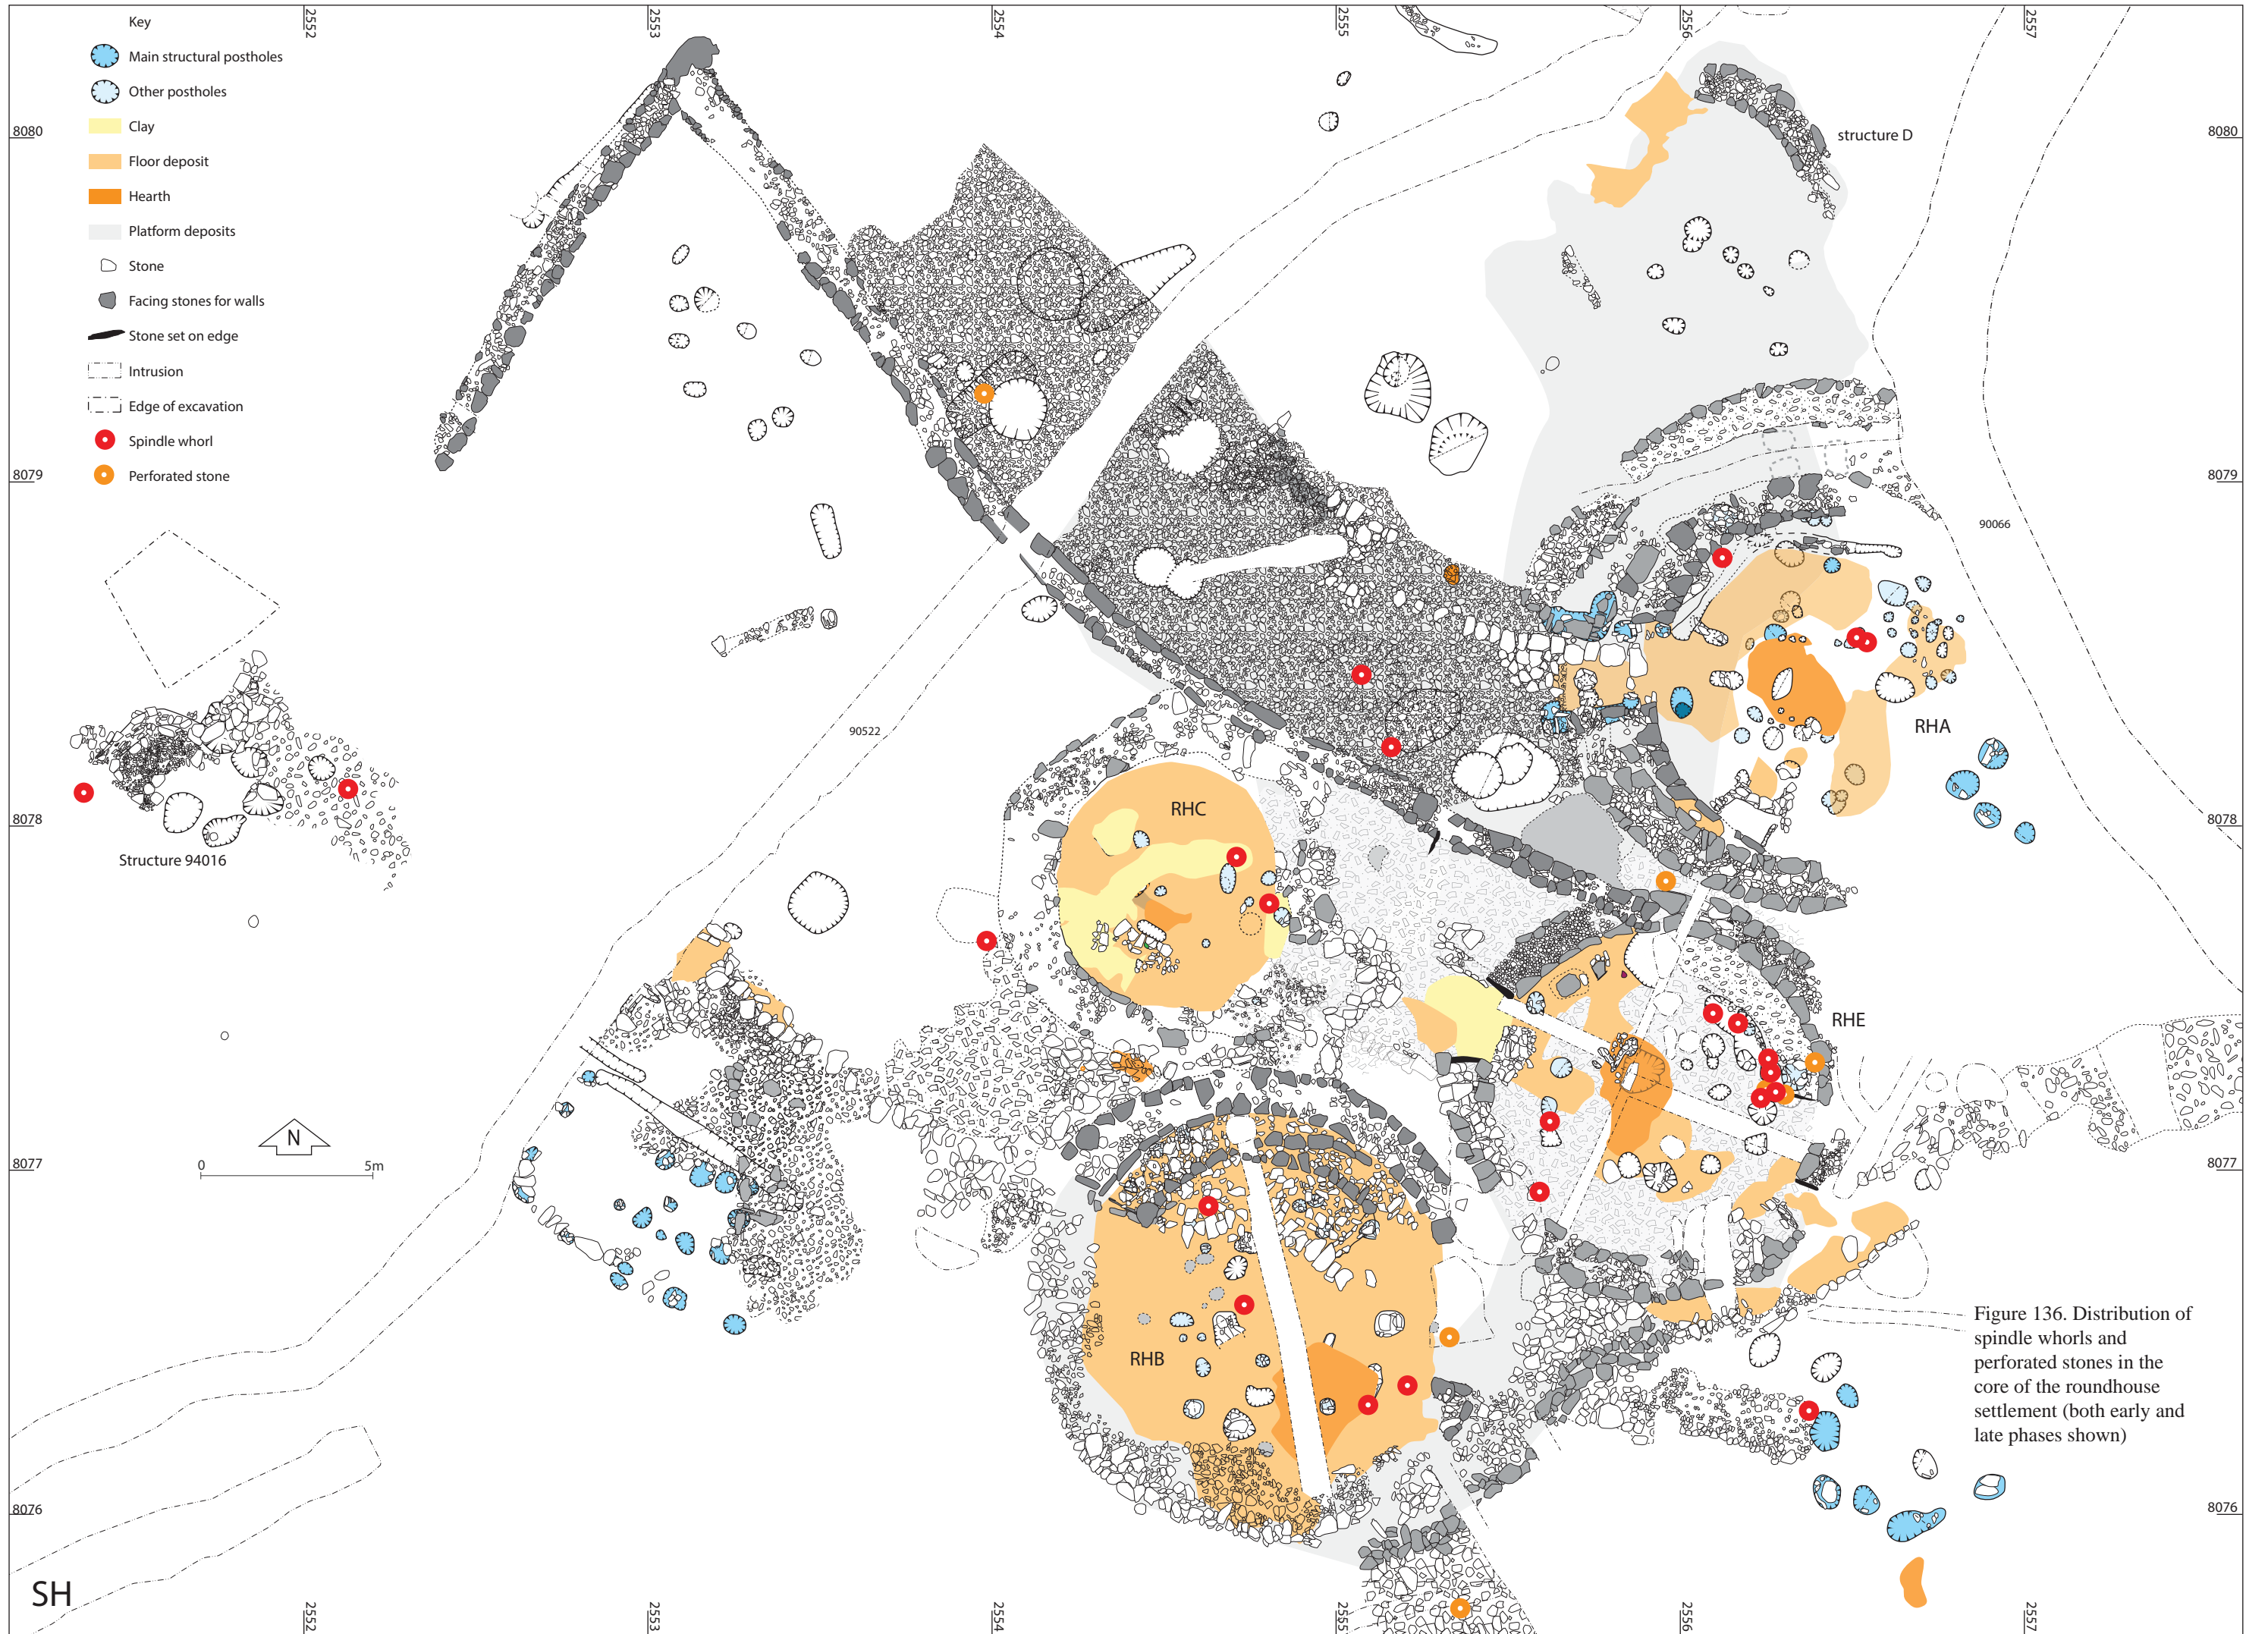 2552
2553
2554
2555
2556
2557
Key
Main structural postholes
Other postholes
Clay
Floor deposit
Hearth
Platform deposits
Stone
Facing stones for walls
Stone set on edge
Intrusion
Edge of excavation
Spindle whorl
Perforated stone
8080
8080
structure D
8079
8079
90066
90522
RHA
RHC
8078
8078
Structure 94016
RHE
N
0
5m
8077
8077
RHB
Figure 136. Distribution of
spindle whorls and
perforated stones in the
core of the roundhouse
settlement (both early and
late phases shown)
8076
8076
SH
2552
2553
2554
2555
2556
2557